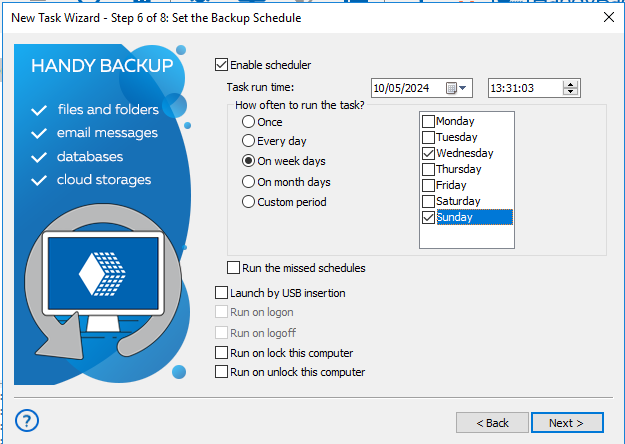 New Task Wizard - Step 6 of 8: Set the Backup Schedule
HANDY BACKUP
files and folders
email messages
databases
cloud storages
Enable scheduler
Task run time: 10/05/2024 13:31:03
How often to run the task?
Once
Every day
On week days
On month days
Custom period
Monday
Tuesday
Wednesday
Thursday
Friday
Saturday
Sunday
Run the missed schedules
Launch by USB insertion
Run on logon
Run on logoff
Run on lock this computer
Run on unlock this computer
?
< Back Next >